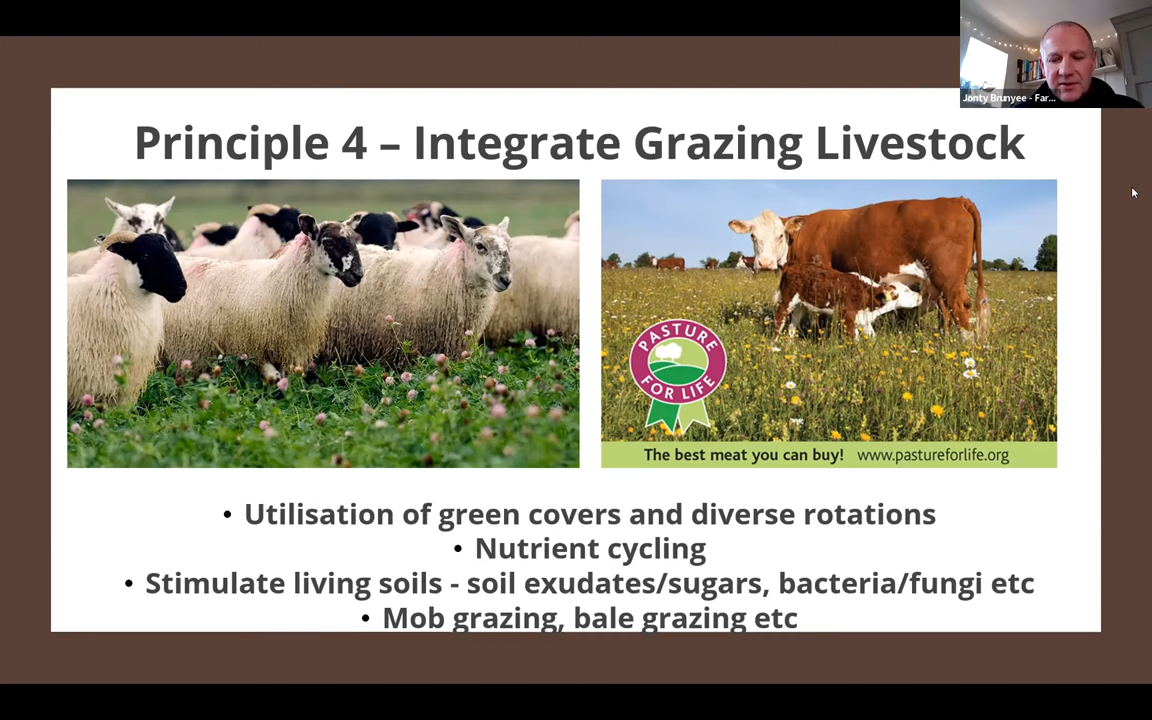 Jonty Brunyee - Far...
Principle 4 – Integrate Grazing Livestock
PASTURE
FOR LIFE
The best meat you can buy! www.pastureforlife.org
• Utilisation of green covers and diverse rotations
• Nutrient cycling
• Stimulate living soils - soil exudates/sugars, bacteria/fungi etc
• Mob grazing, bale grazing etc